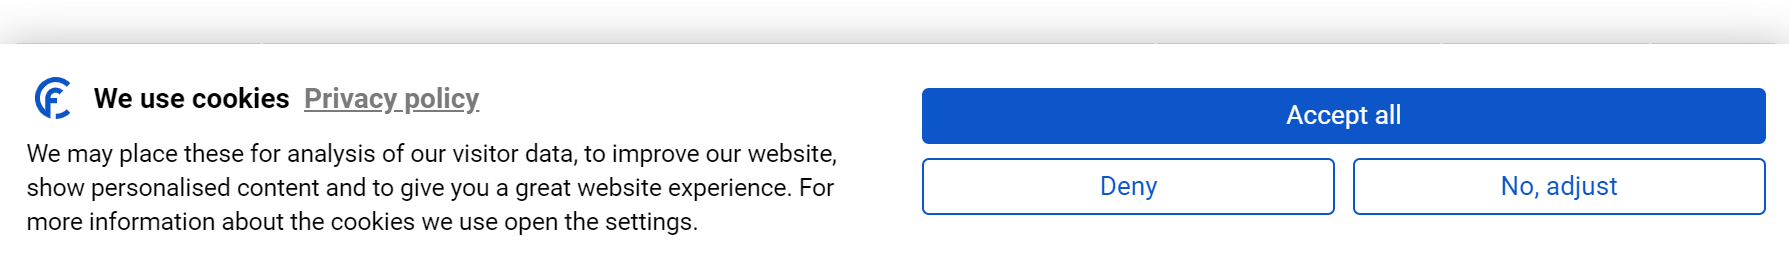 We use cookies Privacy policy
We may place these for analysis of our visitor data, to improve our website,
show personalised content and to give you a great website experience. For
more information about the cookies we use open the settings.
Accept all
Deny
No, adjust